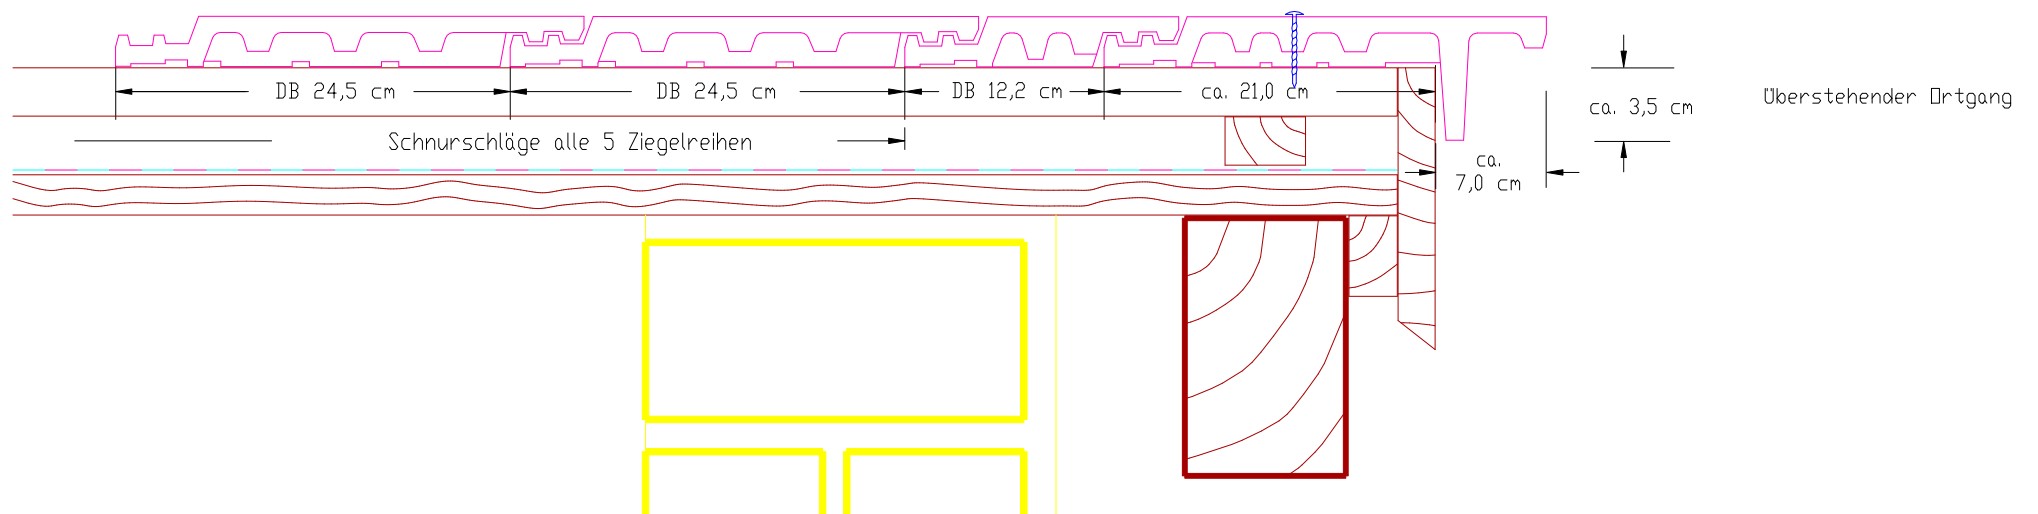 DB 24,5 cm
DB 24,5 cm
DB 12,2 cm
ca. 21,0 cm
Überstehender Ortgang
ca. 3,5 cm
Schnurschläge alle 5 Ziegelreihen
ca.
7,0 cm